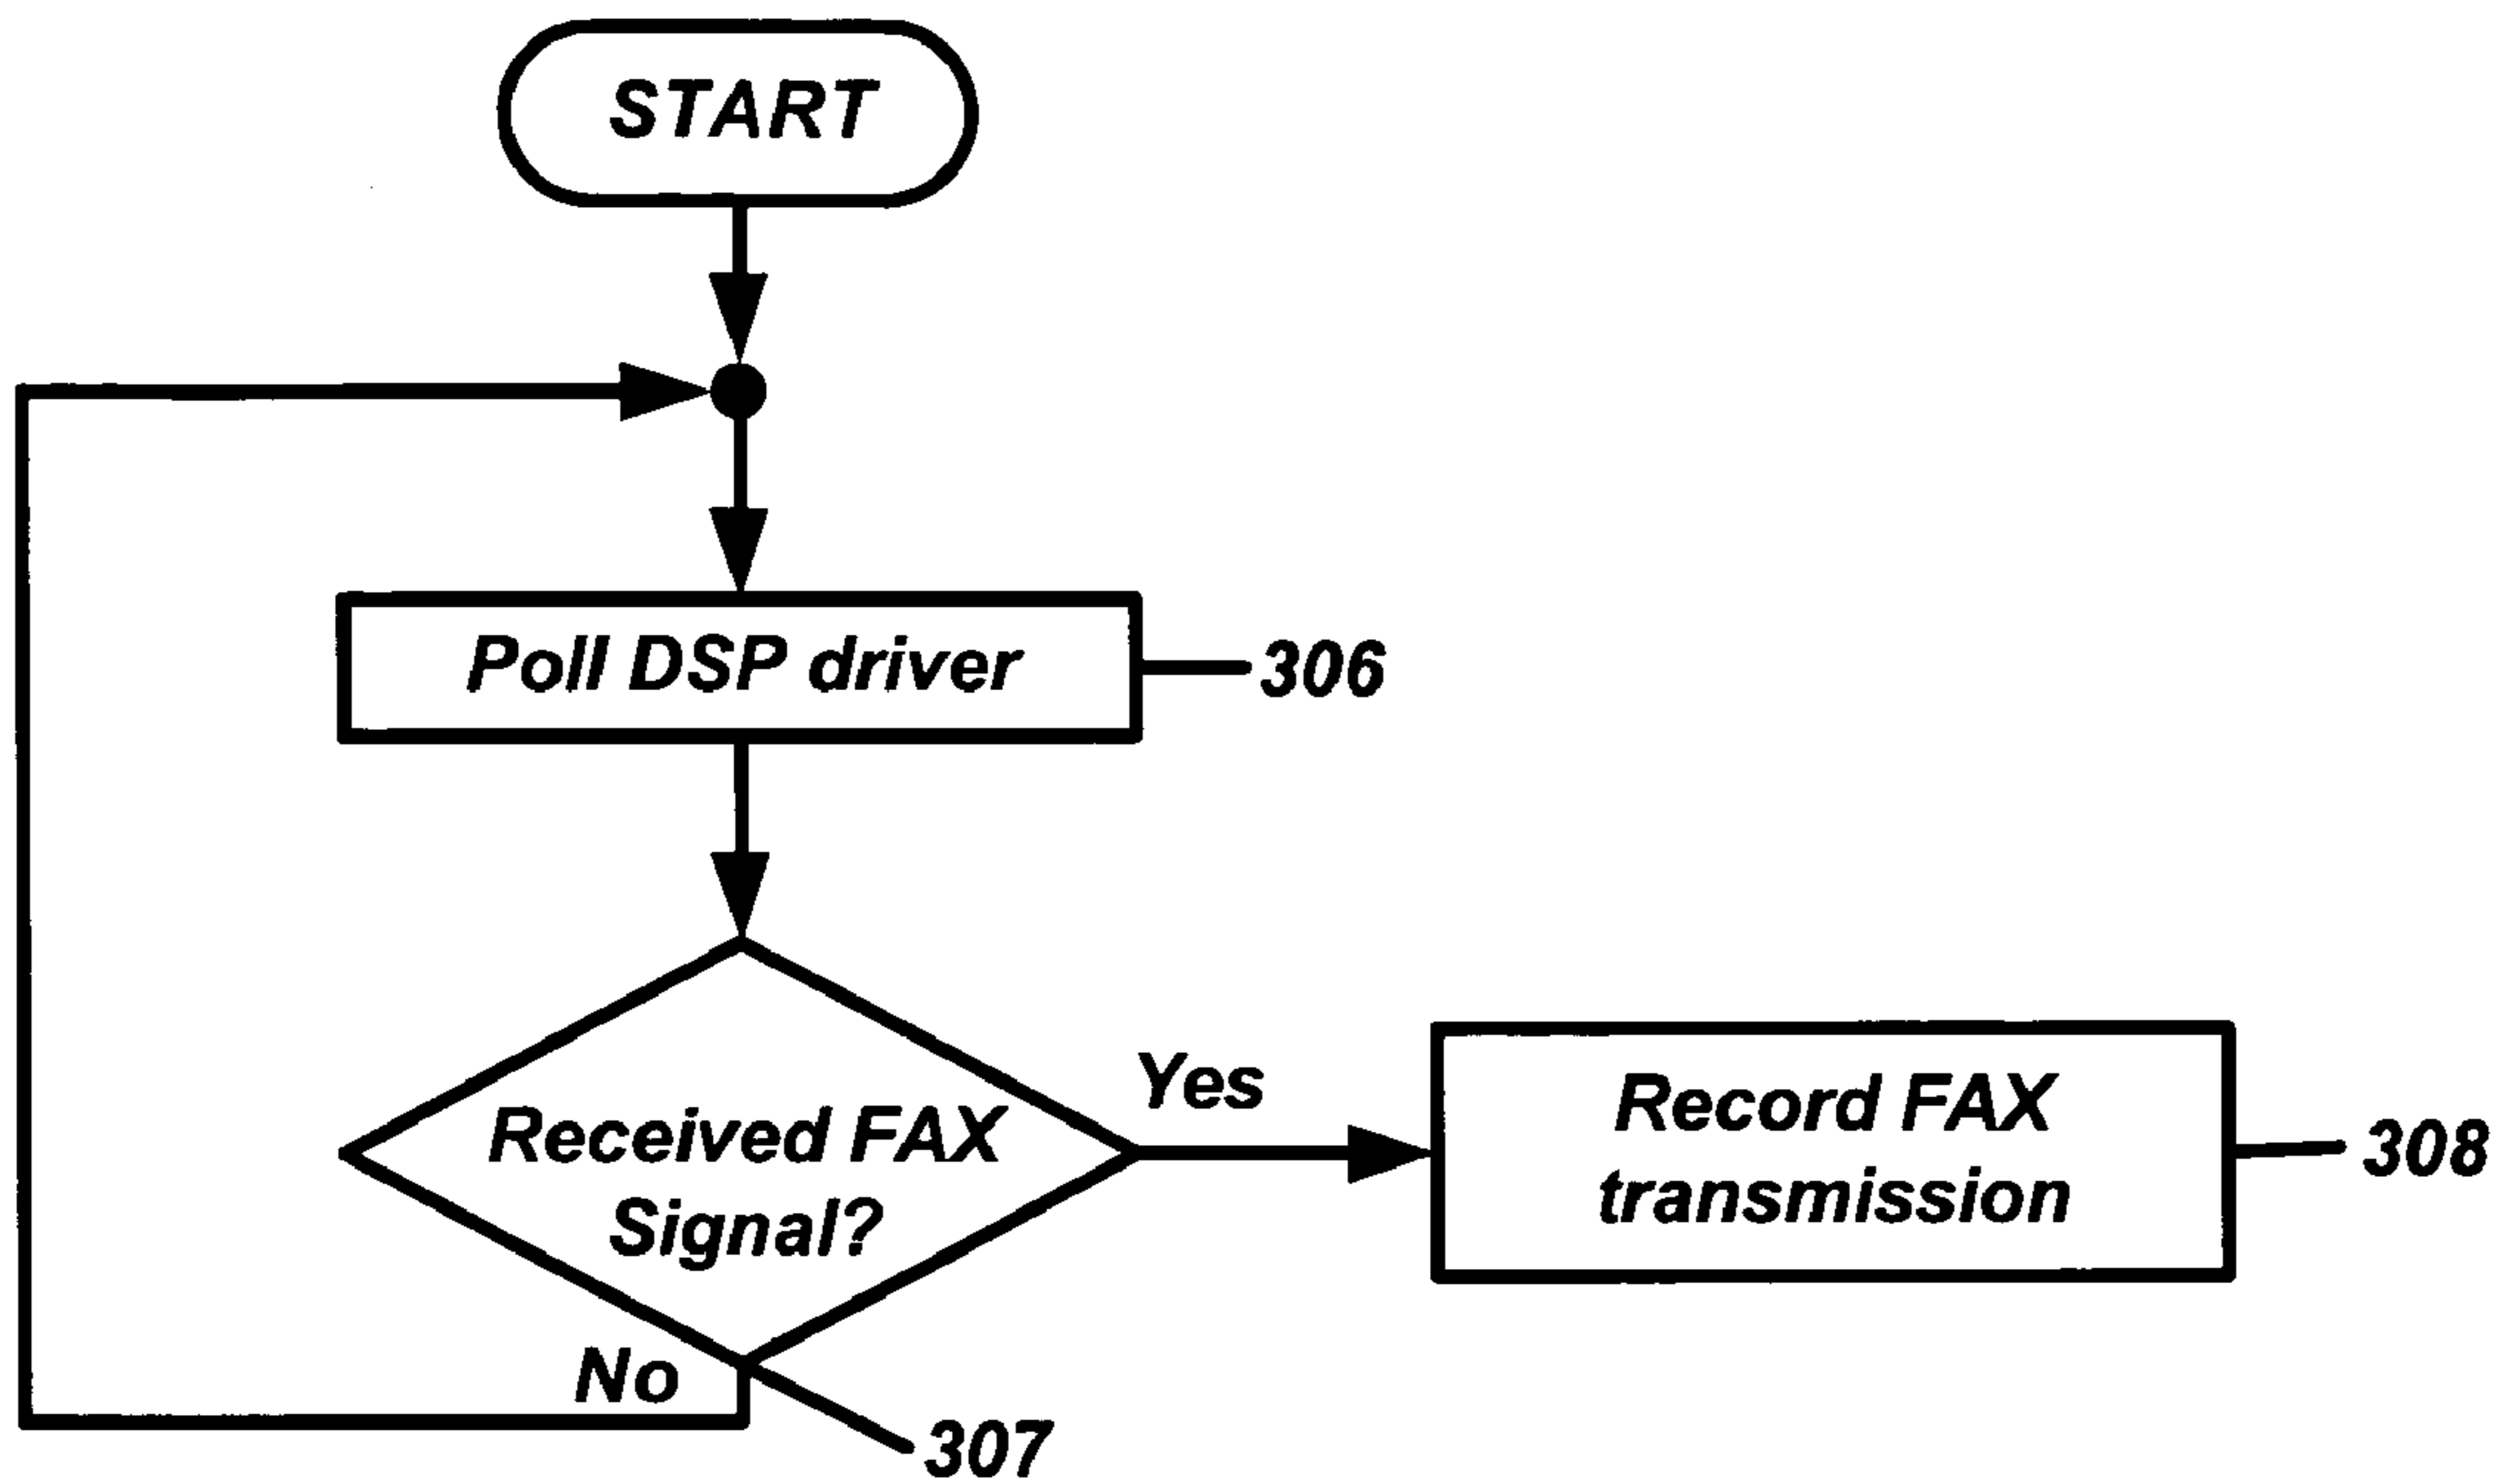 START
Poll DSP driver
306
Received FAX
Signal?
Yes
Record FAX
transmission
308
No
307